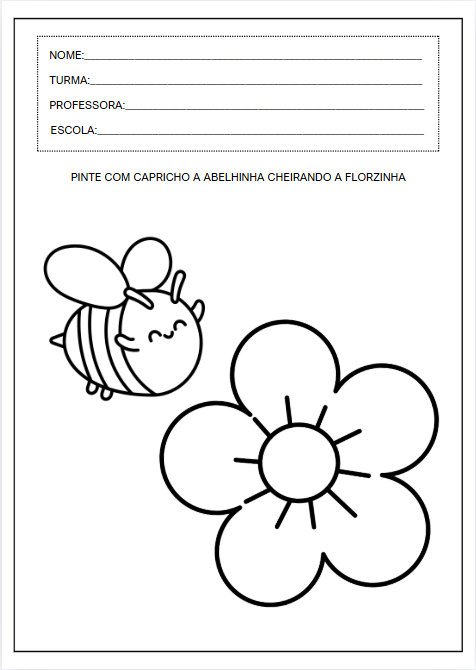 NOME:
TURMA:
PROFESSORA:
ESCOLA:
PINTE COM CAPRICHO A ABELHINHA CHEIRANDO A FLORZINHA